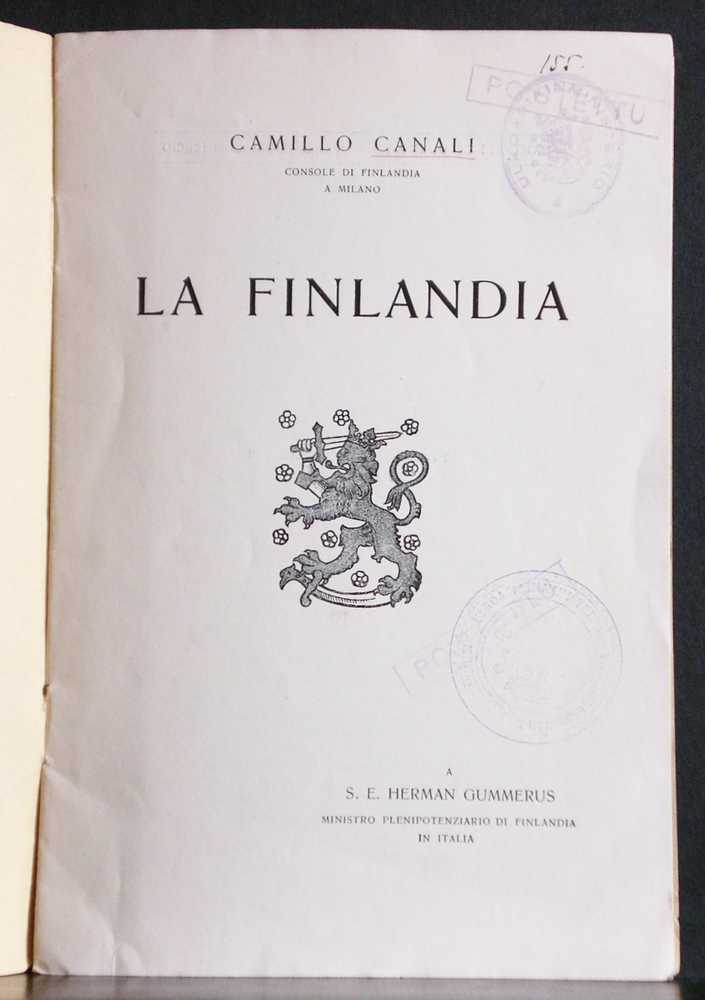 155.
CAMILLO CANALI
CONSOLE DI FINLANDIA
A MILANO
LA FINLANDIA
A
S. E. HERMAN GUMMERUS
MINISTRO PLENIPOTENZIARIO DI FINLANDIA
IN ITALIA